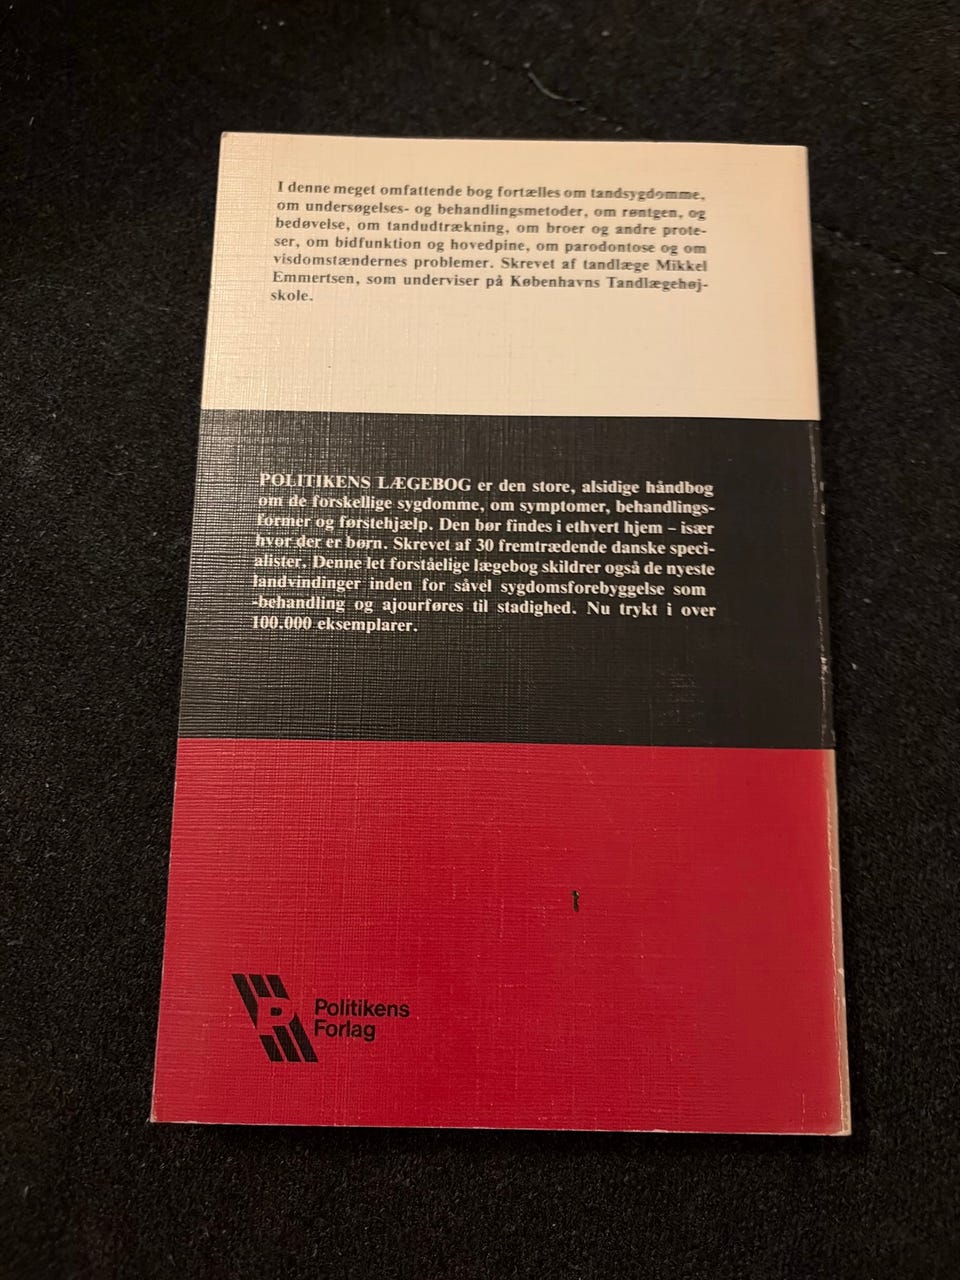 I denne meget omfattende bog fortælles om tandsygdomme,
om undersøgelses- og behandlingsmetoder, om røntgen, og
bedøvelse, om tandudtrækning, om broer og andre prote-
ser, om bidfunktion og hovedpine, om parodontose og om
visdomstændernes problemer. Skrevet af tandlæge Mikkel
Emmertsen, som underviser på Københavns Tandlægehøj-
skole.
POLITIKENS LÆGEBOG er den store, alsidige håndbog
om de forskellige sygdomme, om symptomer, behandlings-
former og førstehjælp. Den bør findes i ethvert hjem – især
hvor der er børn. Skrevet af 30 fremtrædende danske speci-
alister. Denne let forståelige lægebog skildrer også de nyeste
landvindinger inden for såvel sygdomsforebyggelse som
-behandling og ajourføres til stadighed. Nu trykt i over
100.000 eksemplarer.
P
Politikens
Forlag